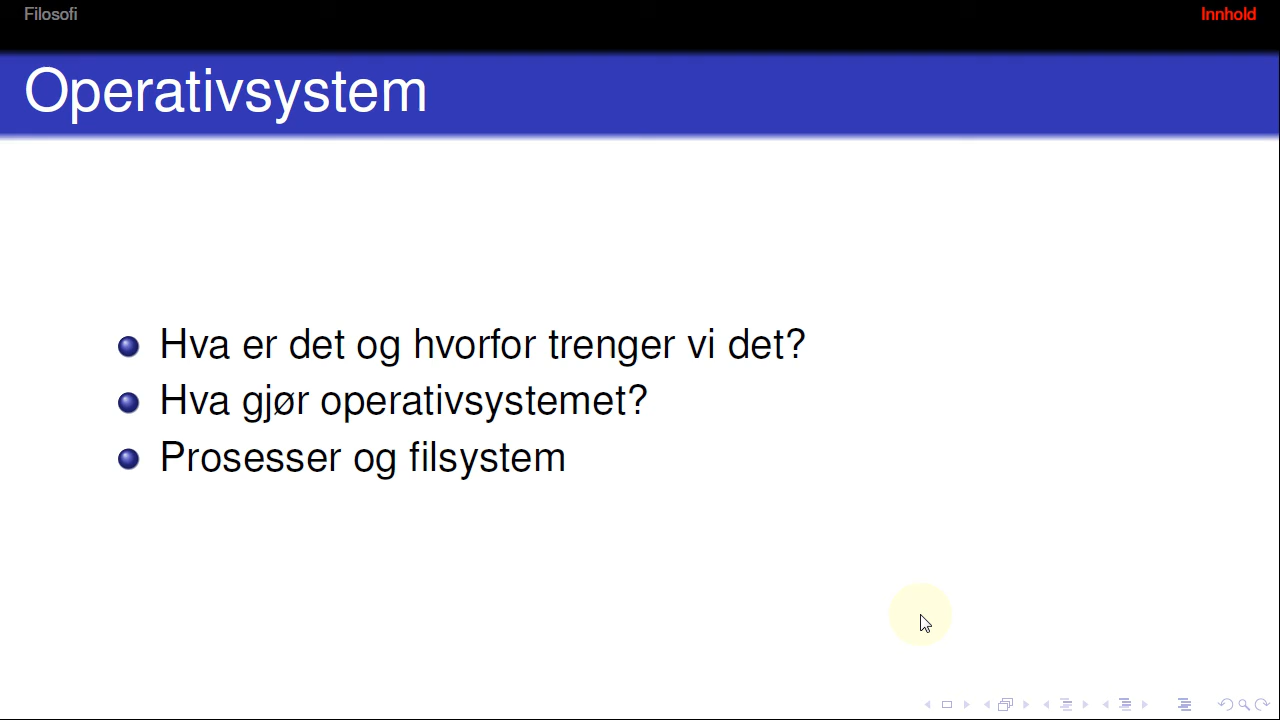 Filosofi
Innhold
Operativsystem
Hva er det og hvorfor trenger vi det?
Hva gjør operativsystemet?
Prosesser og filsystem